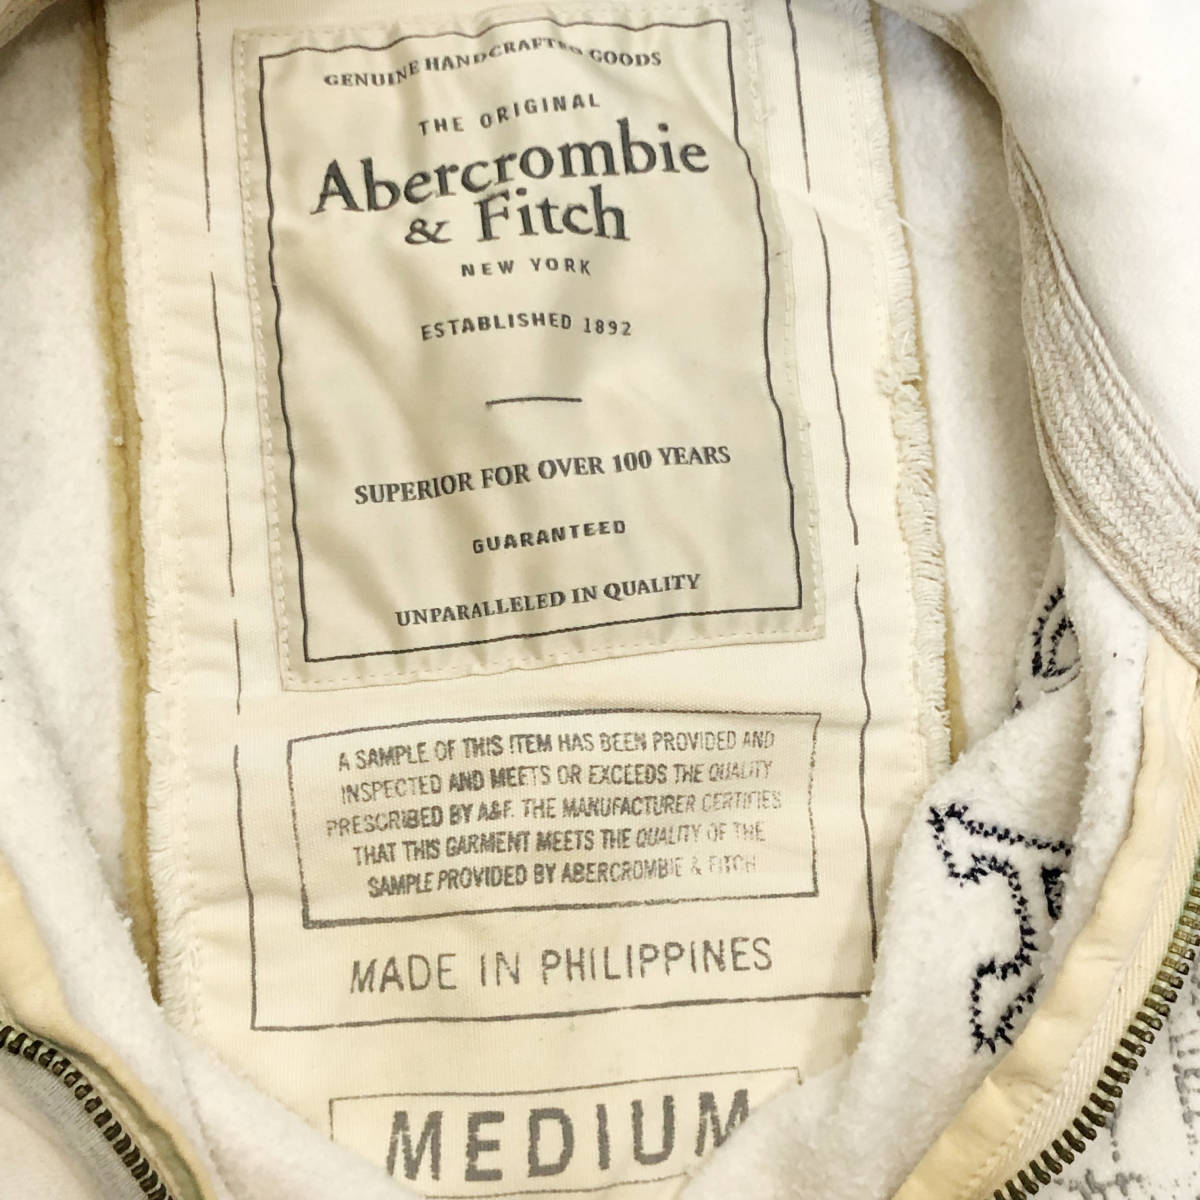 GENUINE HANDCRAFTED GOODS
THE ORIGINAL
Abercrombie
& Fitch
NEW YORK
ESTABLISHED 1892
SUPERIOR FOR OVER 100 YEARS
GUARANTEED
UNPARALLELED IN QUALITY
A SAMPLE OF THIS ITEM HAS BEEN PROVIDED AND
INSPECTED AND MEETS OR EXCEEDS THE QUALITY
PRESCRIBED BY A&F. THE MANUFACTURER CERTIFIES
THAT THIS GARMENT MEETS THE QUALITY OF THE
SAMPLE PROVIDED BY ABERCROMBIE & FITCH
MADE IN PHILIPPINES
MEDIUM